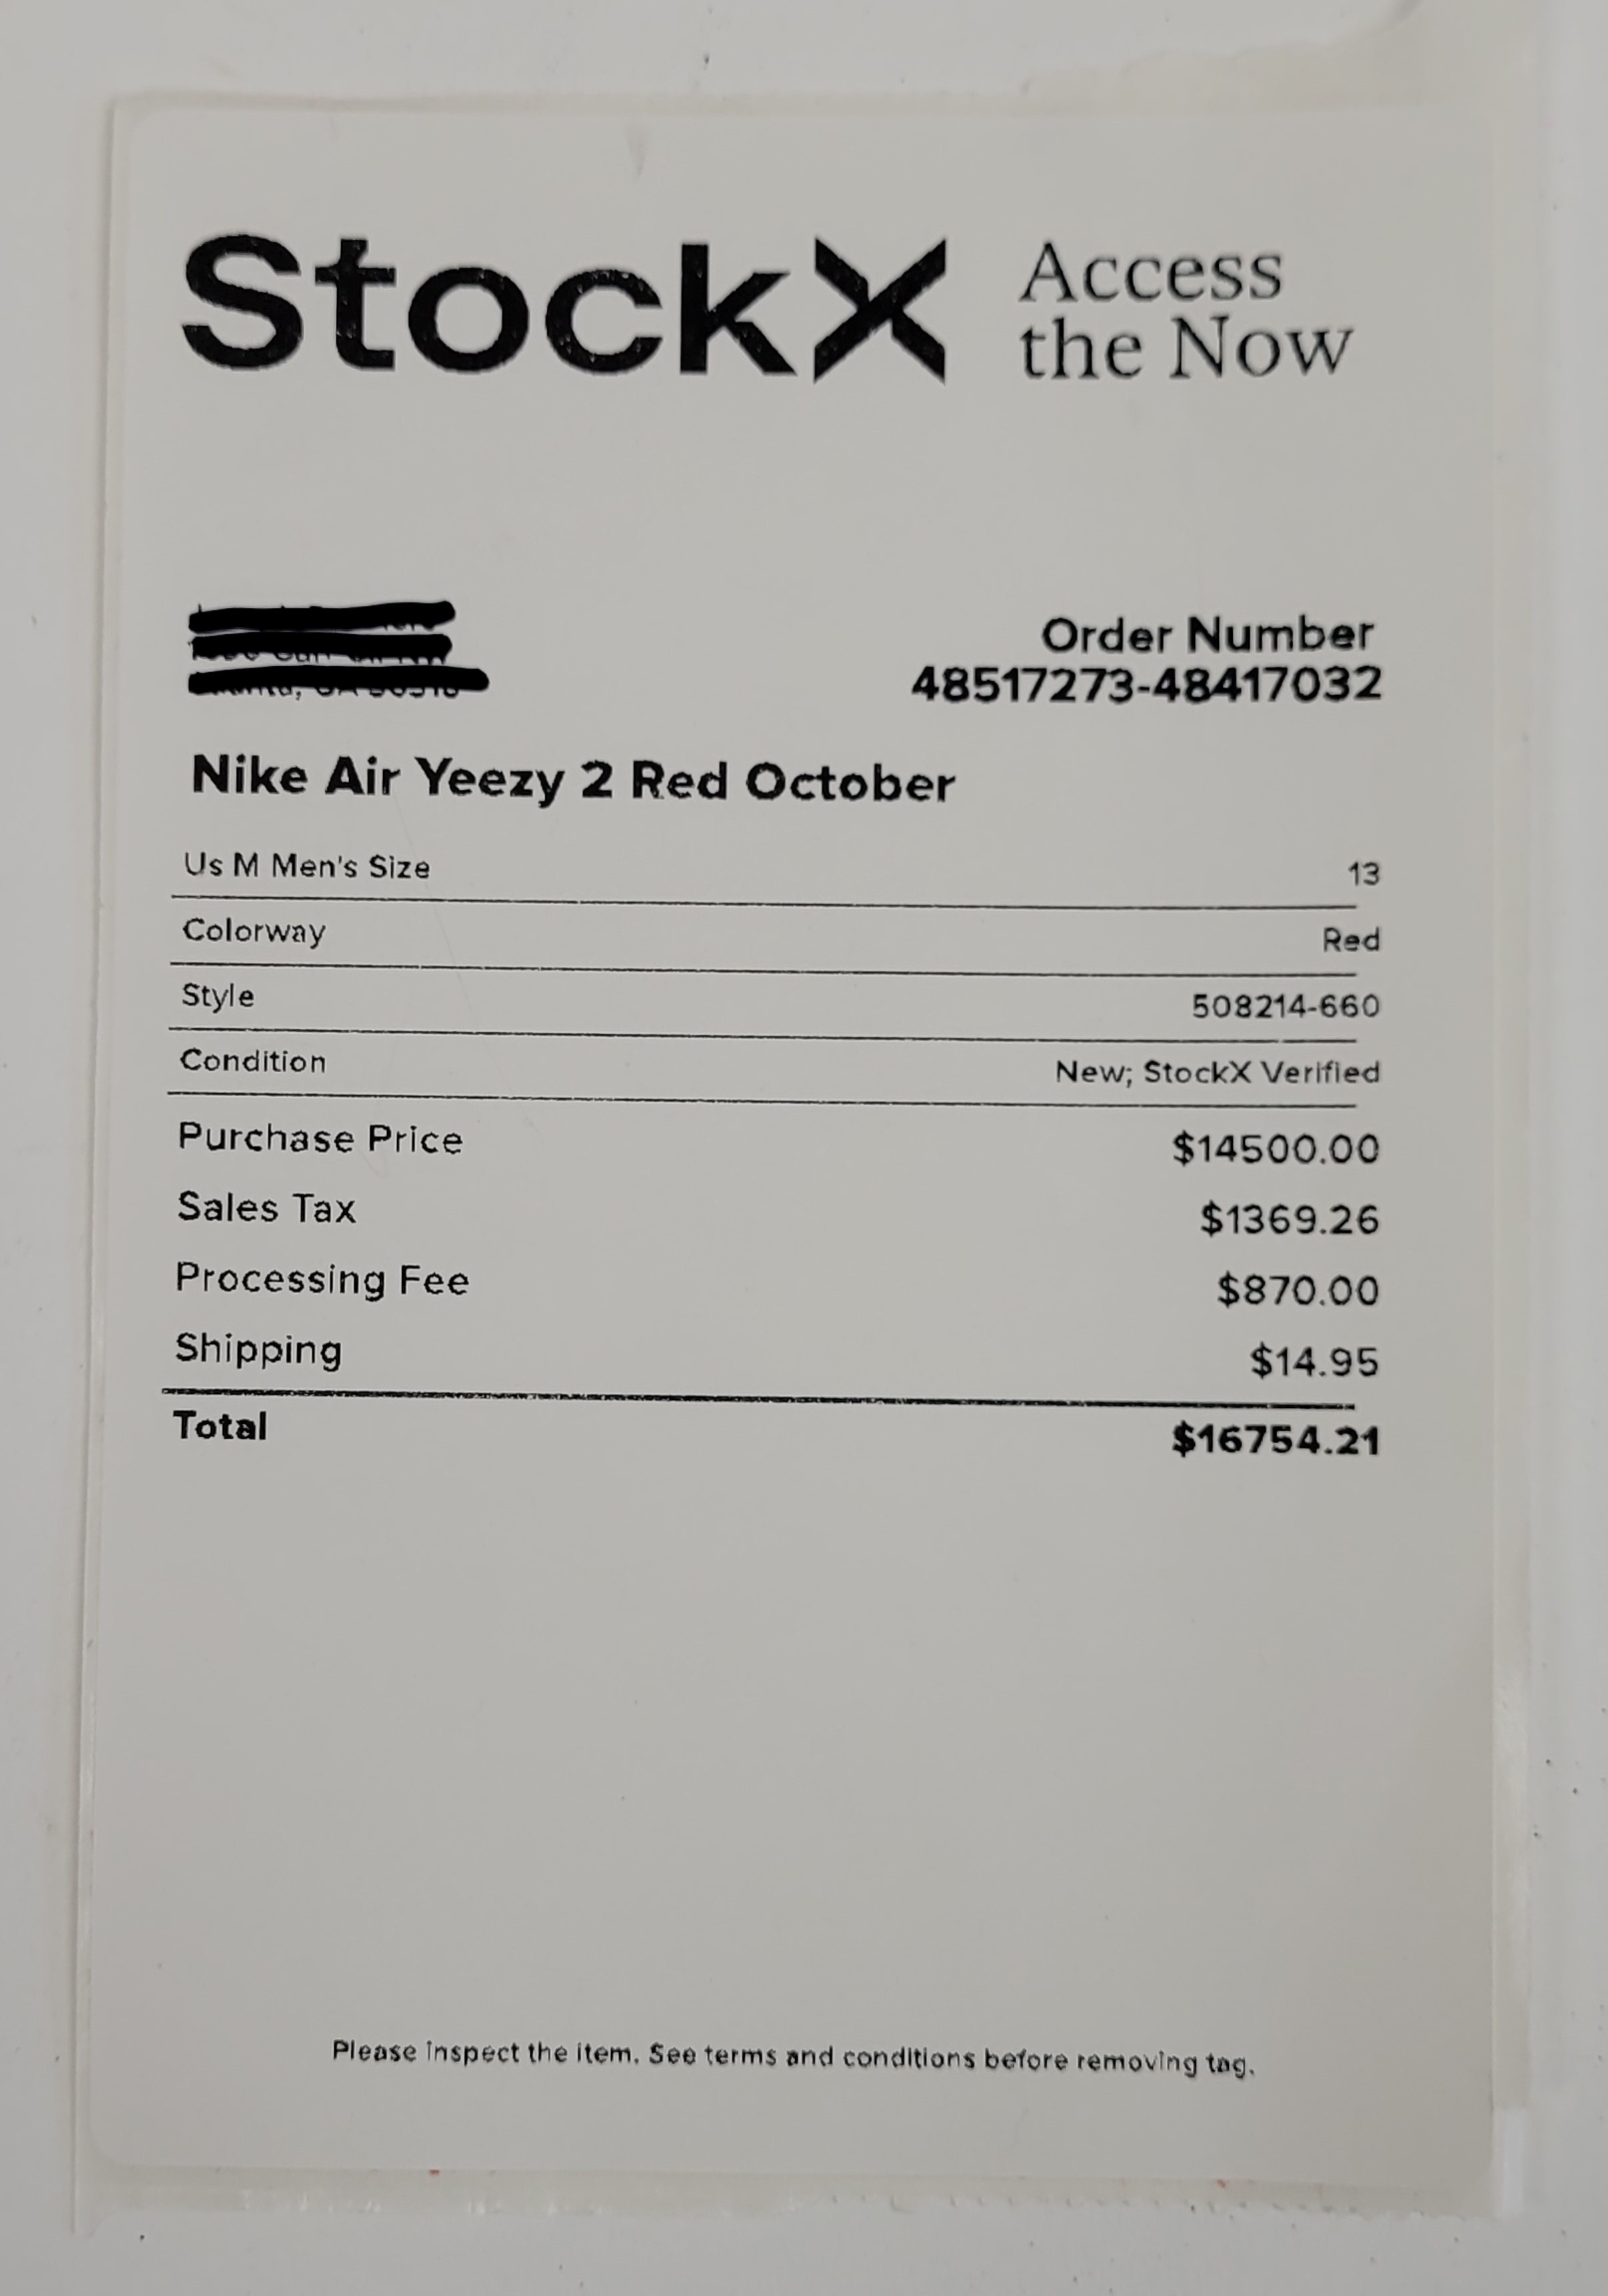 StockX
Access
the Now
Order Number
48517273-48417032
Nike Air Yeezy 2 Red October
Us M Men's Size 13
Colorway Red
Style 508214-660
Condition New; StockX Verified
Purchase Price $14500.00
Sales Tax $1369.26
Processing Fee $870.00
Shipping $14.95
Total $16754.21
Please inspect the item. See terms and conditions before removing tag.